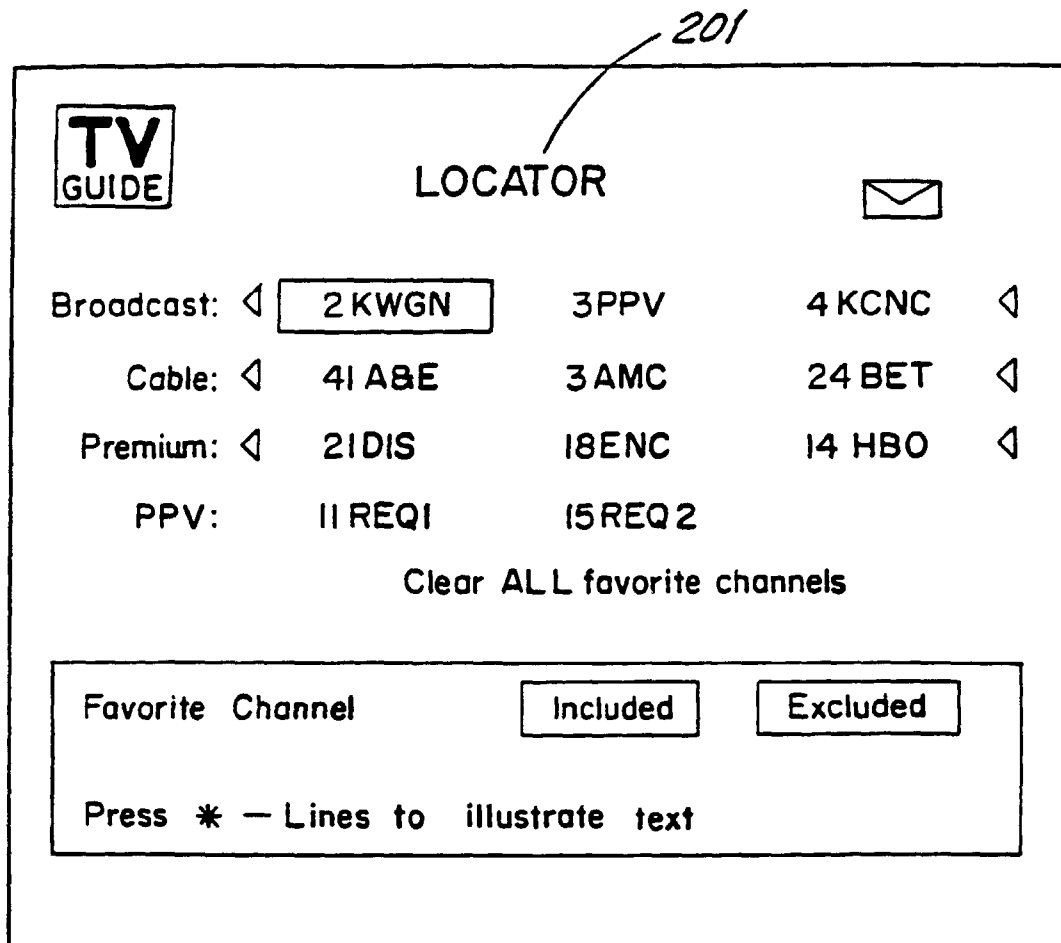 201
TV
GUIDE
LOCATOR
Broadcast: 2 KWGN 3 PPV 4 KCNC
Cable: 41 A&E 3 AMC 24 BET
Premium: 21 DIS 18 ENC 14 HBO
PPV: 11 REQ1 15 REQ 2
Clear ALL favorite channels
Favorite Channel Included Excluded
Press * — Lines to illustrate text